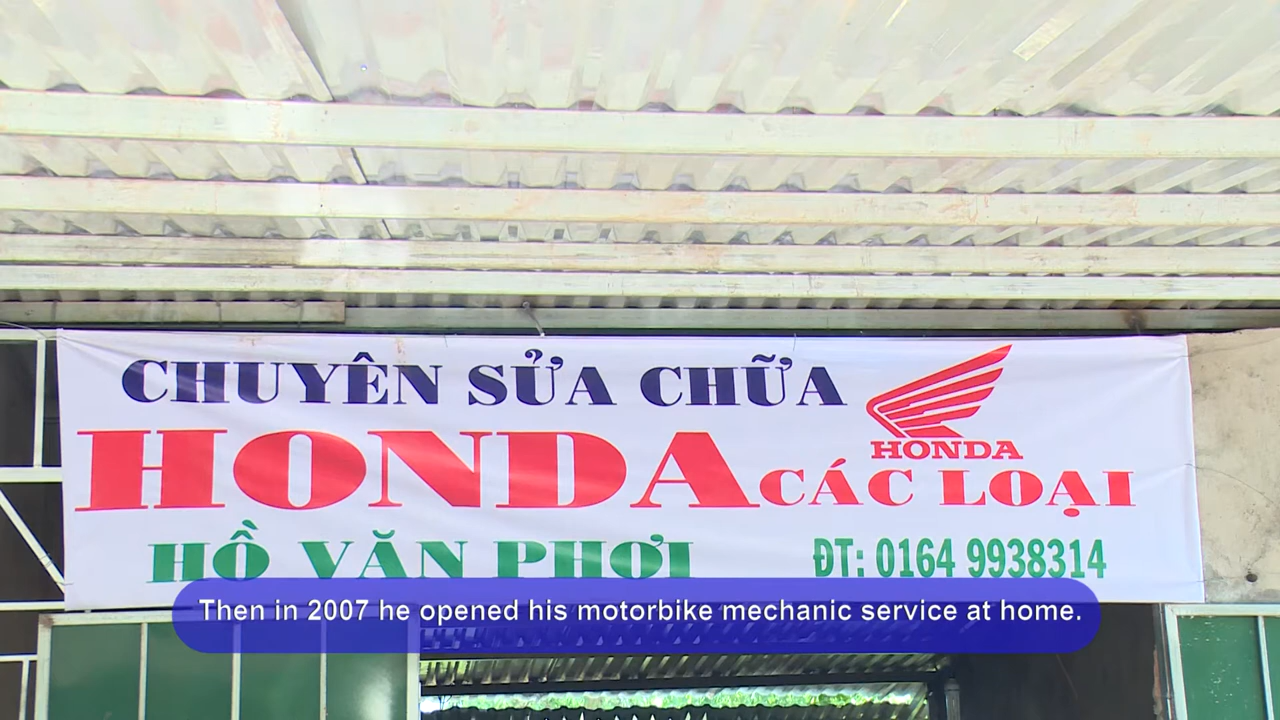 CHUYÊN SỬA CHỮA
HONDA
HONDA CÁC LOẠI
HỒ VĂN PHƠI
ĐT: 0164 9938314
Then in 2007 he opened his motorbike mechanic service at home.